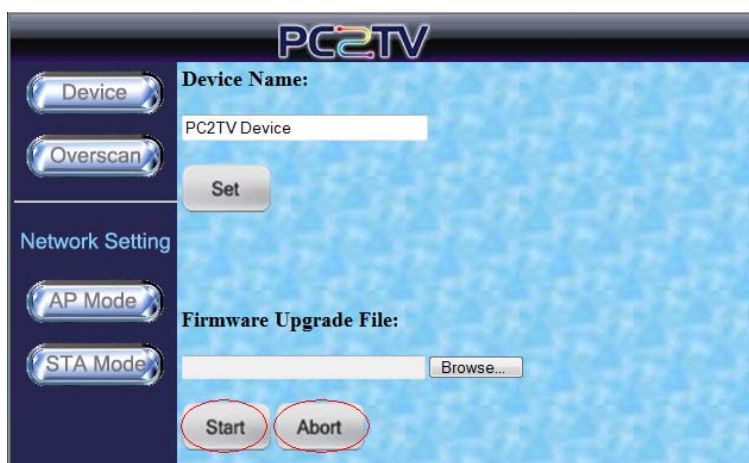 PC2TV
Device
Overscan
Network Setting
AP Mode
STA Mode
Device Name:
PC2TV Device
Set
Firmware Upgrade File:
Browse...
Start Abort